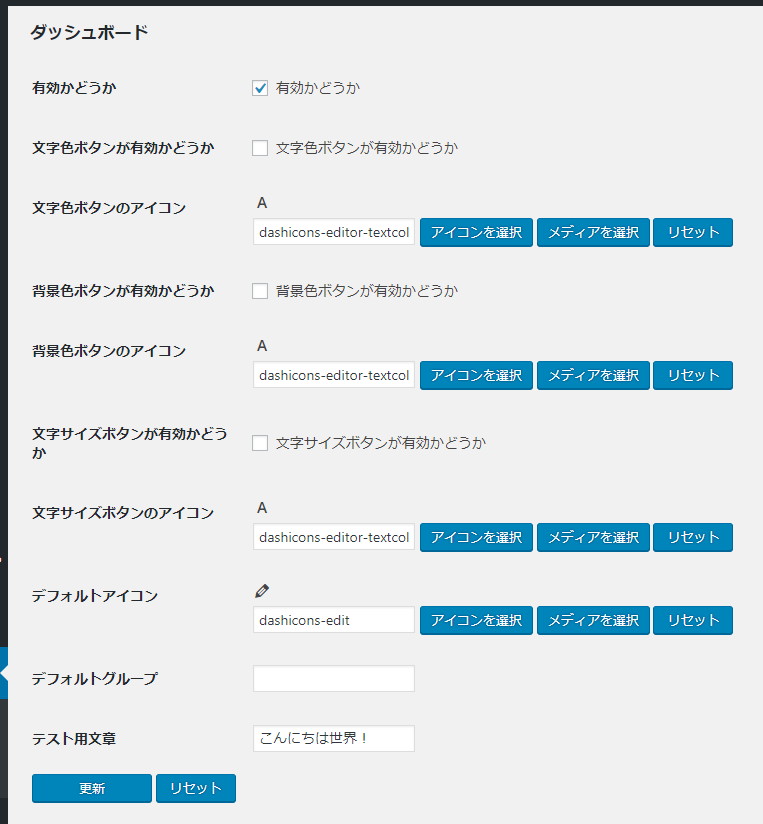 ダッシュボード
有効かどうか 有効かどうか
文字色ボタンが有効かどうか 文字色ボタンが有効かどうか
文字色ボタンのアイコン
A
dashicons-editor-textcol アイコンを選択 メディアを選択 リセット
背景色ボタンが有効かどうか 背景色ボタンが有効かどうか
背景色ボタンのアイコン
A
dashicons-editor-textcol アイコンを選択 メディアを選択 リセット
文字サイズボタンが有効かどう
か
文字サイズボタンが有効かどうか
文字サイズボタンのアイコン
A
dashicons-editor-textcol アイコンを選択 メディアを選択 リセット
デフォルトアイコン
dashicons-edit アイコンを選択 メディアを選択 リセット
デフォルトグループ
テスト用文章 こんにちは世界！
更新 リセット